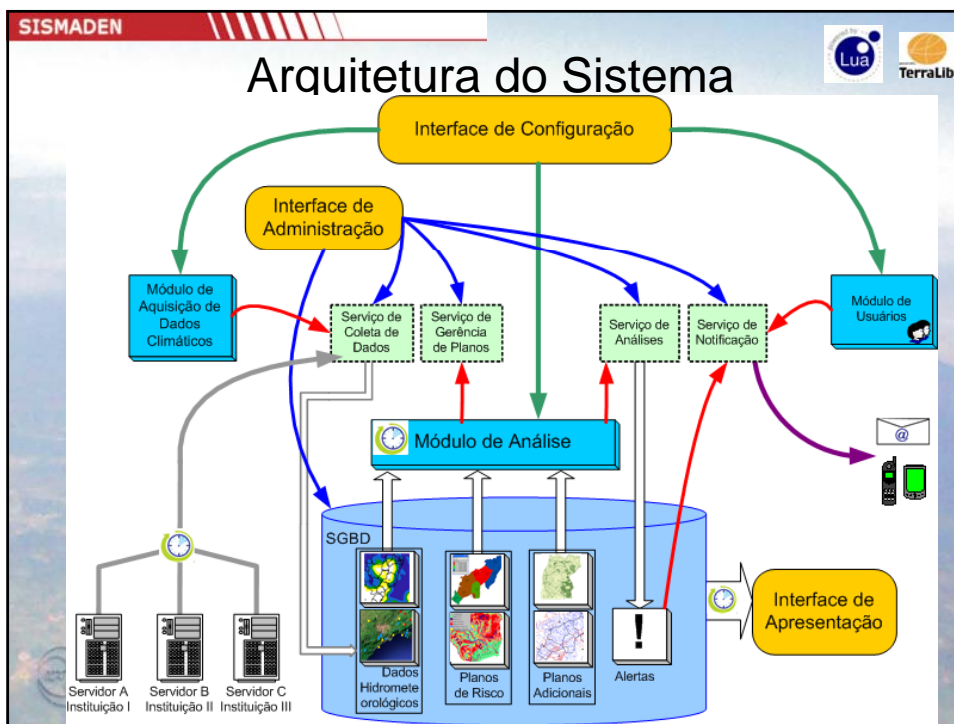 SISMADEN
powered by
Lua
TerraLib
Arquitetura do Sistema
Interface de Configuração
Interface de
Administração
Módulo de
Aquisição de
Dados
Climáticos
Serviço de
Coleta de
Dados
Serviço de
Gerência
de Planos
Serviço de
Análises
Serviço de
Notificação
Módulo de
Usuários
Módulo de Análise
@
SGBD
Dados
Hidromete
orológicos
Planos
de Risco
Planos
Adicionais
!
Alertas
Interface de
Apresentação
Servidor A
Instituição I
Servidor B
Instituição II
Servidor C
Instituição III